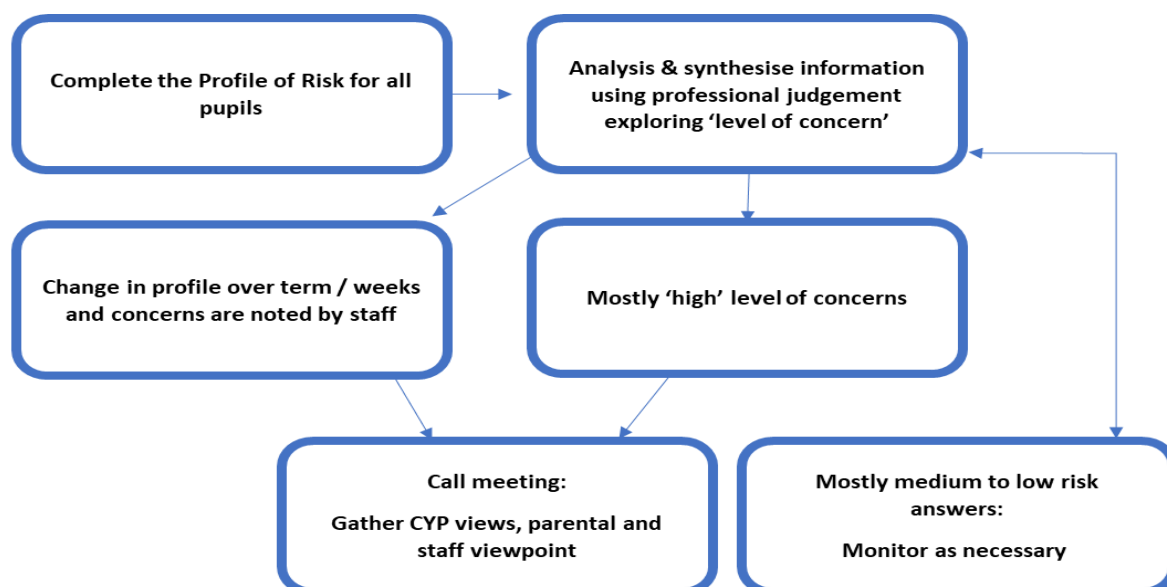 Complete the Profile of Risk for all
pupils
Analysis & synthesise information
using professional judgement
exploring ‘level of concern’
Change in profile over term / weeks
and concerns are noted by staff
Mostly ‘high’ level of concerns
Call meeting:
Gather CYP views, parental and
staff viewpoint
Mostly medium to low risk
answers:
Monitor as necessary